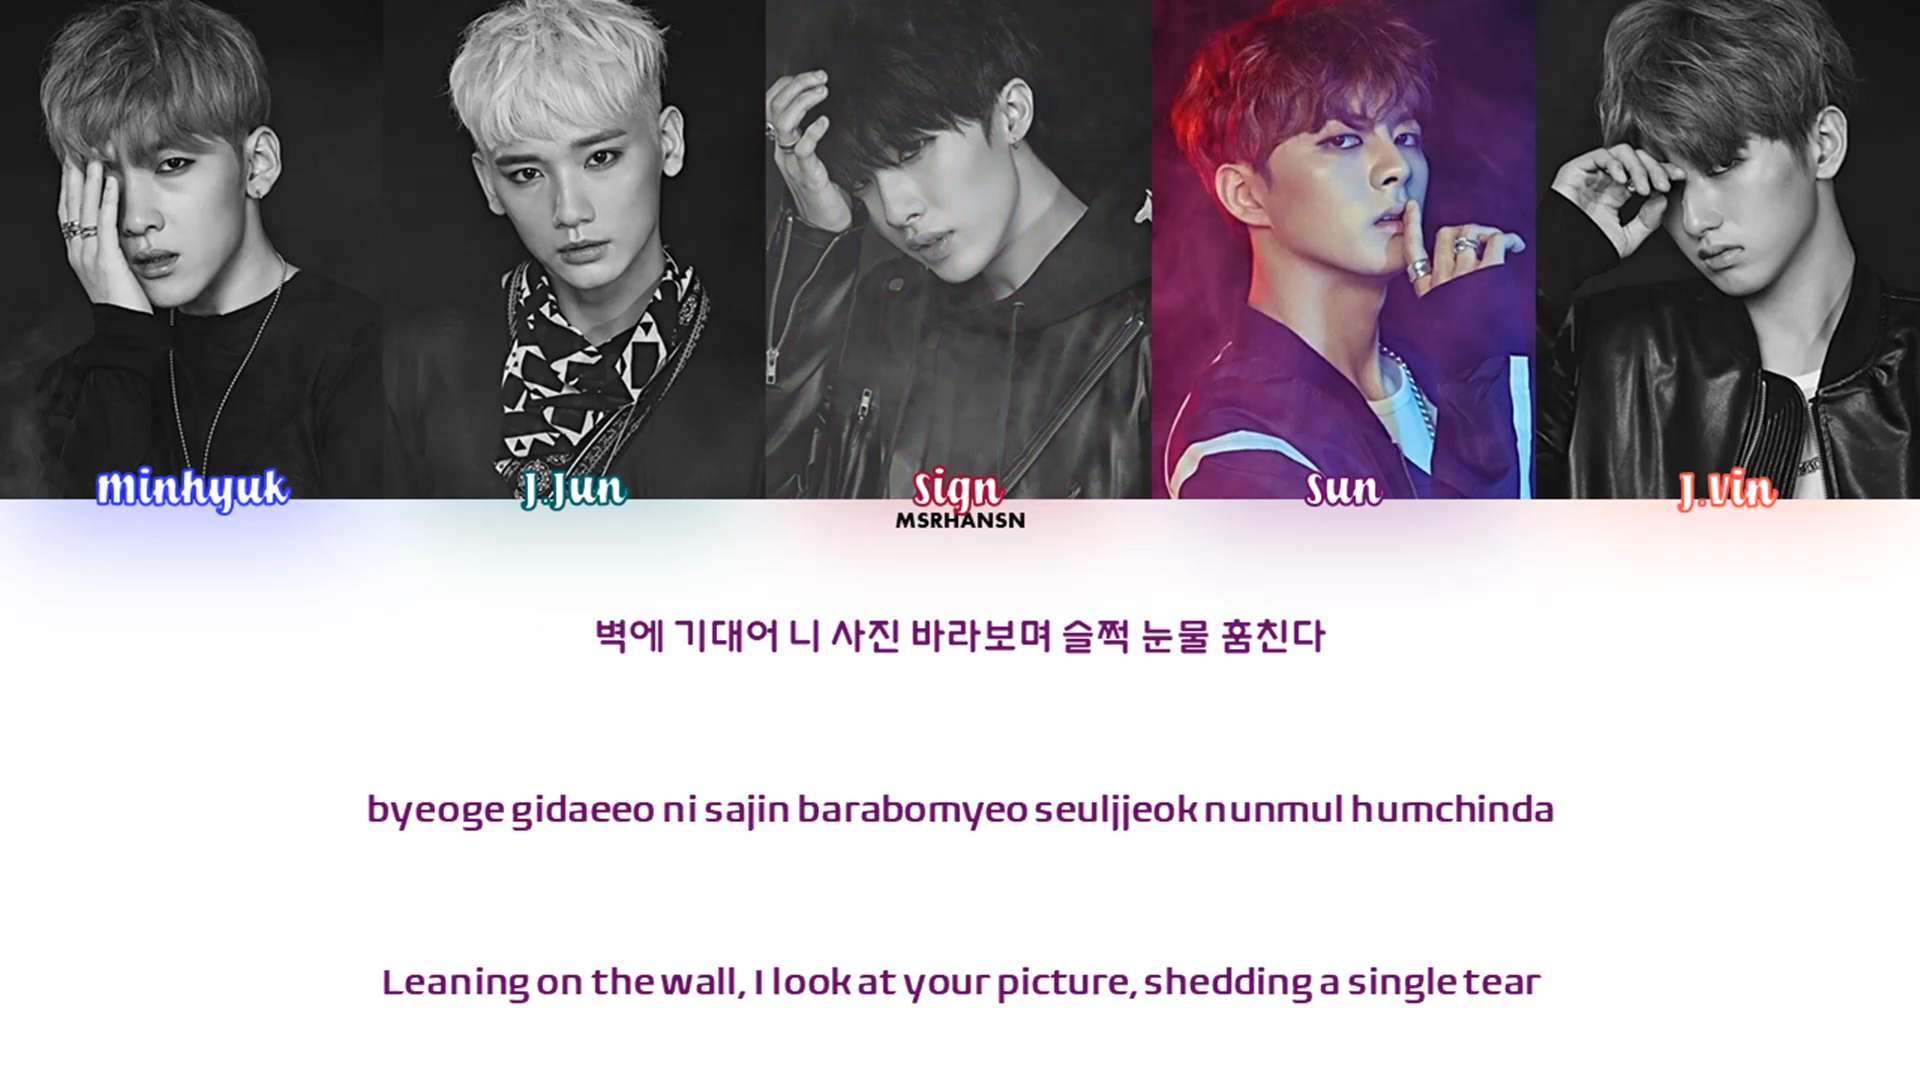 Minhyuk J.Jun Sign Sun J.Vin
MSRHANSN
벽에 기대어 니 사진 바라보며 슬쩍 눈물 훔친다
byeoge gidaeeo ni sajin barabomyeo seuljjeok nunmul humchinda
Leaning on the wall, I look at your picture, shedding a single tear